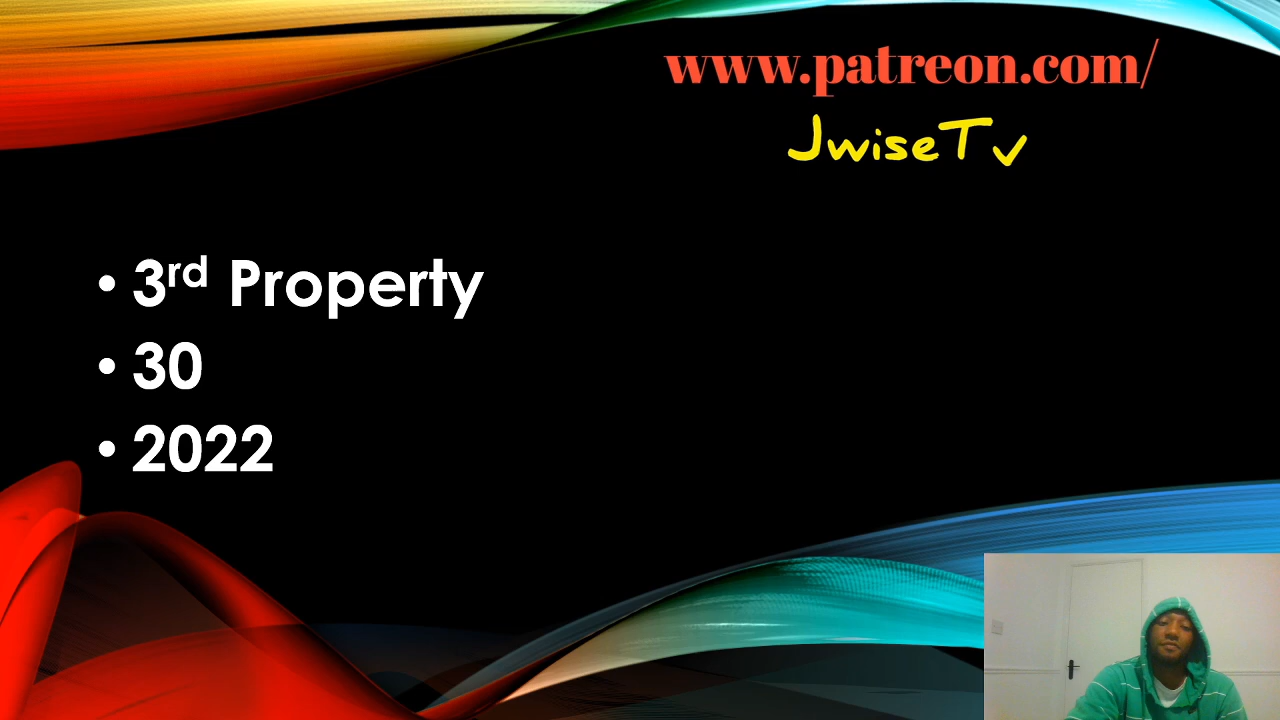 www.patreon.com/
JwiseTv
• 3rd Property
• 30
• 2022